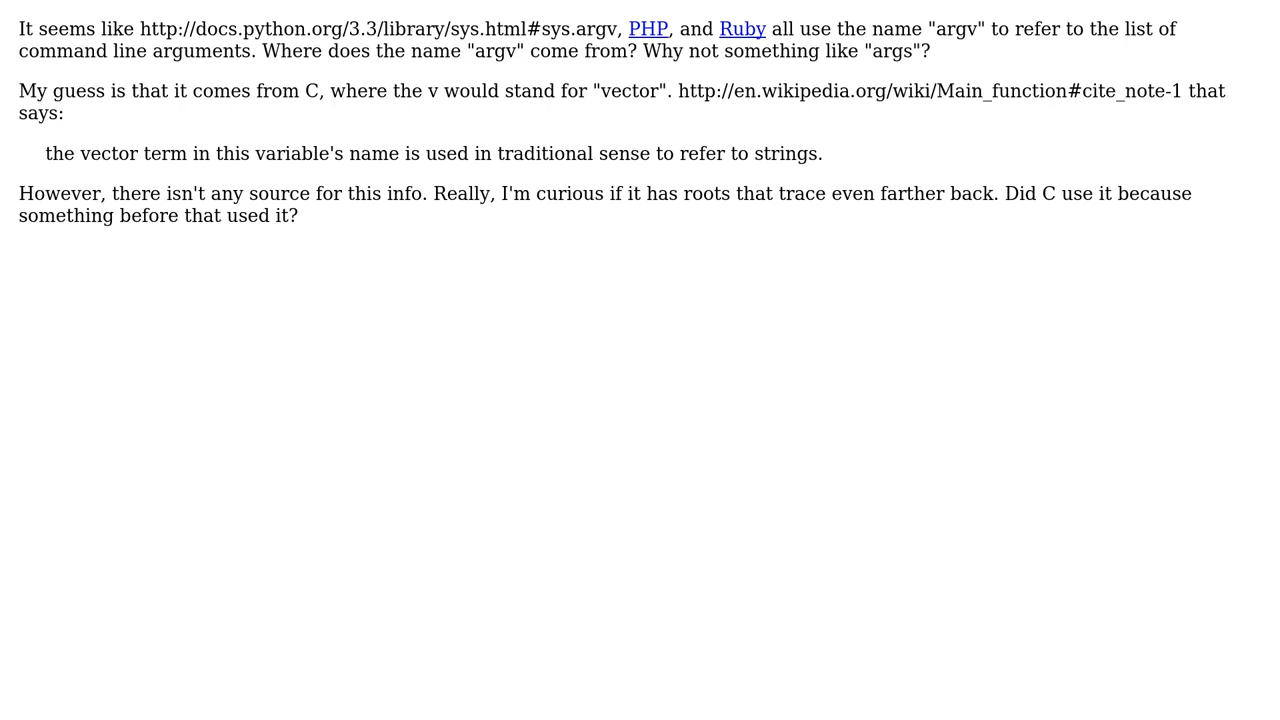 It seems like http://docs.python.org/3.3/library/sys.html#sys.argv, PHP, and Ruby all use the name "argv" to refer to the list of
command line arguments. Where does the name "argv" come from? Why not something like "args"?
My guess is that it comes from C, where the v would stand for "vector". http://en.wikipedia.org/wiki/Main_function#cite_note-1 that
says:
the vector term in this variable's name is used in traditional sense to refer to strings.
However, there isn't any source for this info. Really, I'm curious if it has roots that trace even farther back. Did C use it because
something before that used it?